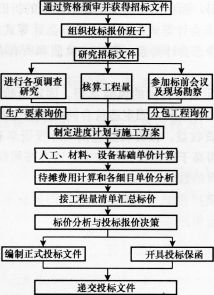 通过资格预审并获得招标文件
组织投标报价班子
研究招标文件
进行各项调查
研究
核算工程量
参加标前会议
及现场勘察
生产要素询价
分包工程询价
制定进度计划与施工方案
人工、材料、设备基础单价计算
待摊费用计算和各细目单价分析
按工程量清单汇总标价
标价分析与投标报价决策
编制正式投标文件
开具投标保函
递交投标文件